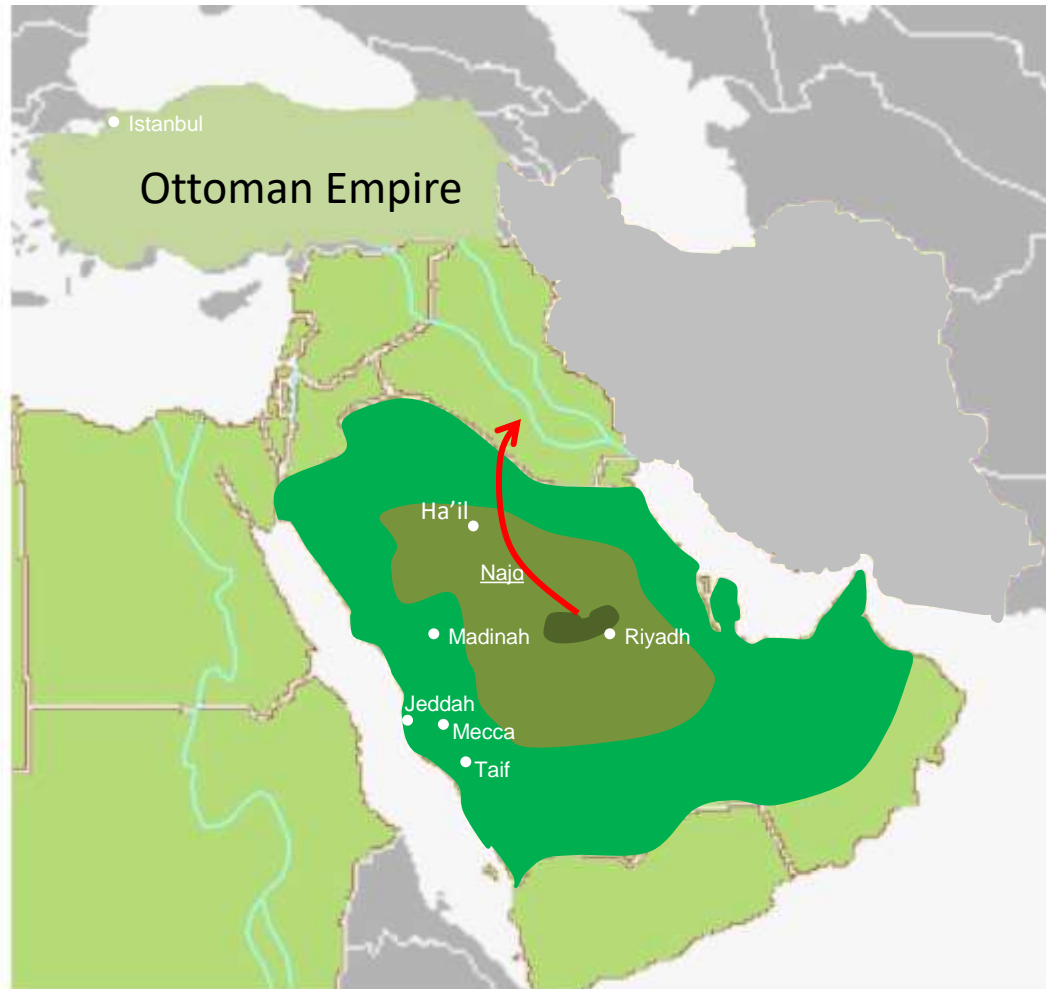 Istanbul
Ottoman Empire
Ha'il
Najd
Madinah
Riyadh
Jeddah
Mecca
Taif